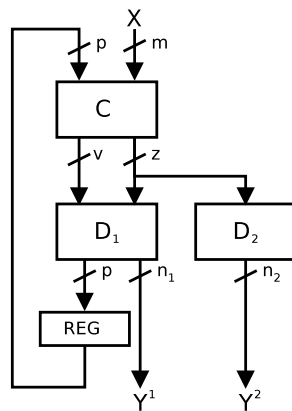 X
p m
C
v z
D₁ D₂
p n₁ n₂
REG
Y¹ Y²